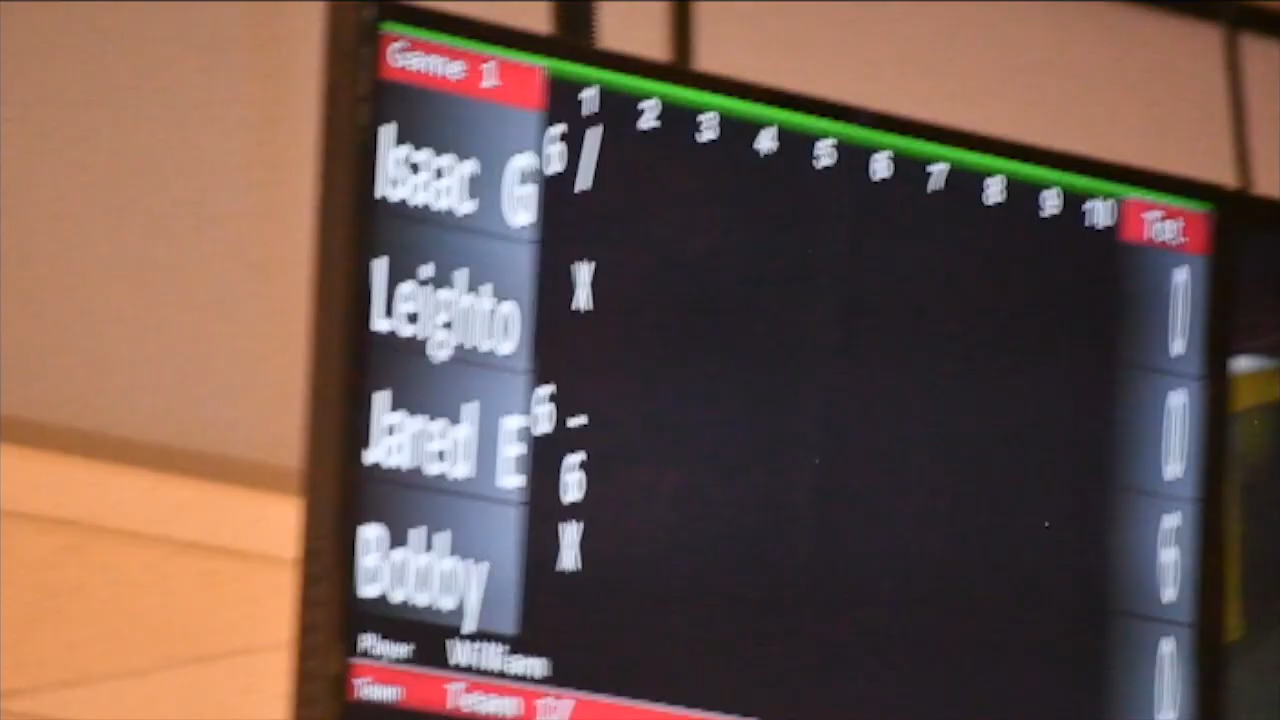 Game 1
1 2 3 4 5 6 7 8 9 10 Tot.
Isaac G 6 / 0
Leighto X 0
Jared E 6 - 6
6
Bobby X 0
Player William
Team Team 17